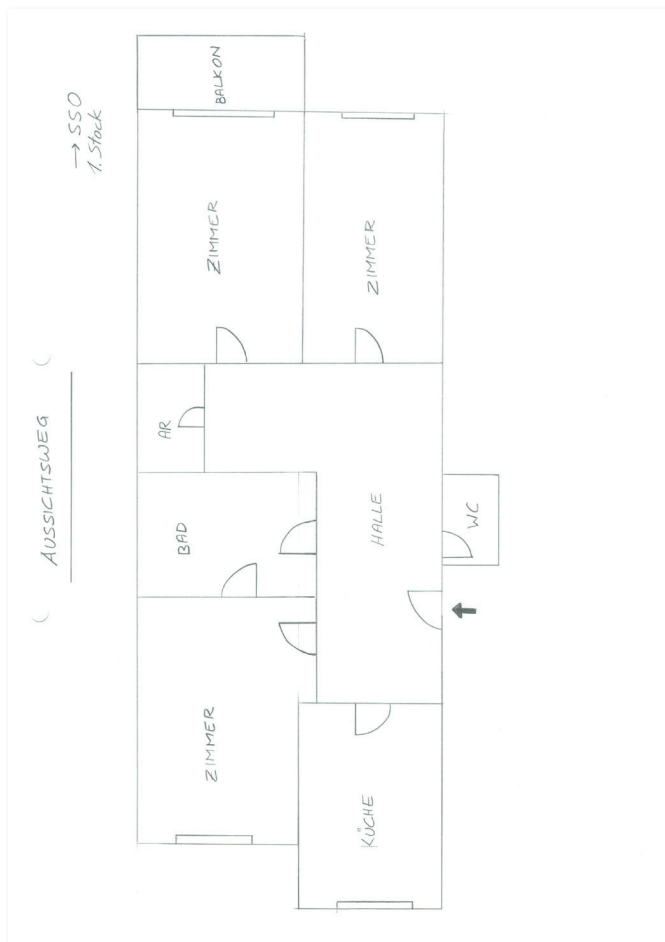 ( AUSSICHTSWEG )
→ SSO
1. Stock
BALKON
ZIMMER
ZIMMER
AR
BAD
HALLE
WC
ZIMMER
KÜCHE